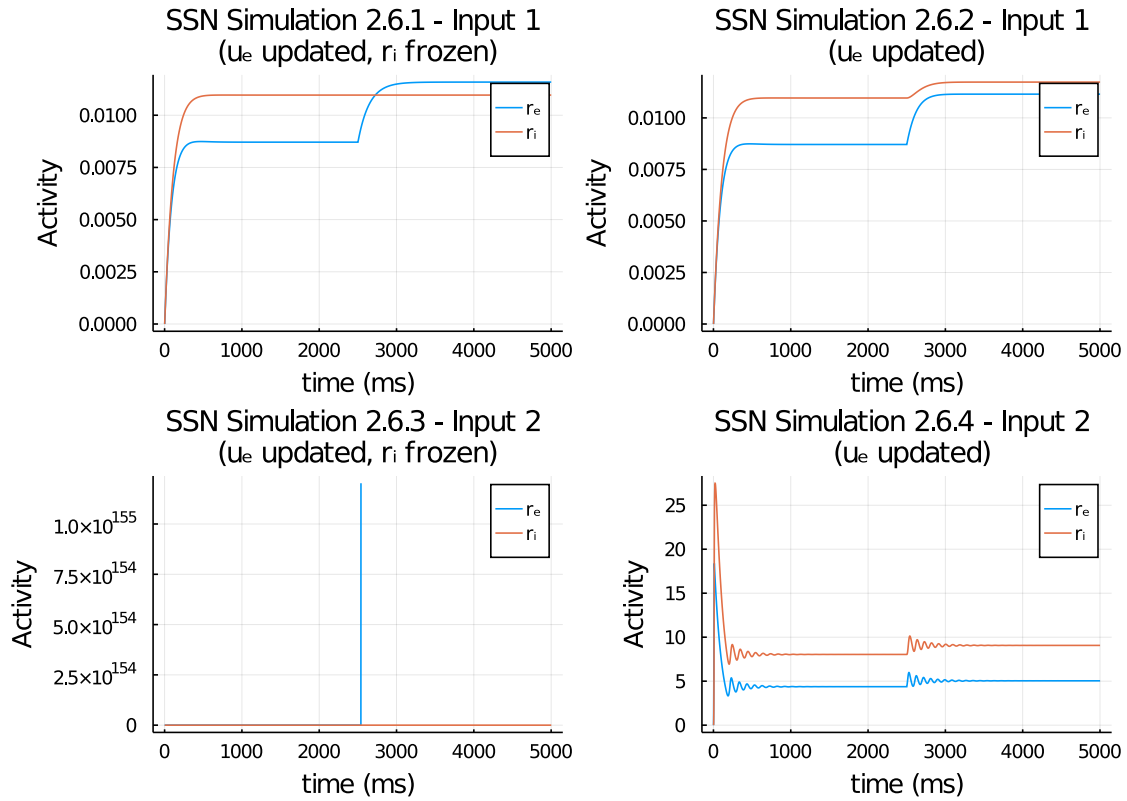 SSN Simulation 2.6.1 - Input 1
(uₑ updated, rᵢ frozen)
Activity
0.0100
0.0075
0.0050
0.0025
0.0000
rₑ
rᵢ
0 1000 2000 3000 4000 5000
time (ms)
SSN Simulation 2.6.2 - Input 1
(uₑ updated)
Activity
0.0100
0.0075
0.0050
0.0025
0.0000
rₑ
rᵢ
0 1000 2000 3000 4000 5000
time (ms)
SSN Simulation 2.6.3 - Input 2
(uₑ updated, rᵢ frozen)
Activity
1.0×10¹⁵⁵
7.5×10¹⁵⁴
5.0×10¹⁵⁴
2.5×10¹⁵⁴
0
rₑ
rᵢ
0 1000 2000 3000 4000 5000
time (ms)
SSN Simulation 2.6.4 - Input 2
(uₑ updated)
Activity
25
20
15
10
5
0
rₑ
rᵢ
0 1000 2000 3000 4000 5000
time (ms)